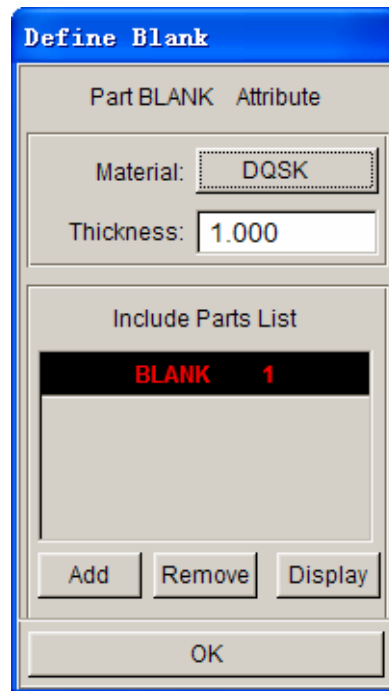 Define Blank
Part BLANK Attribute
Material: DQSK
Thickness: 1.000
Include Parts List
BLANK 1
Add Remove Display
OK